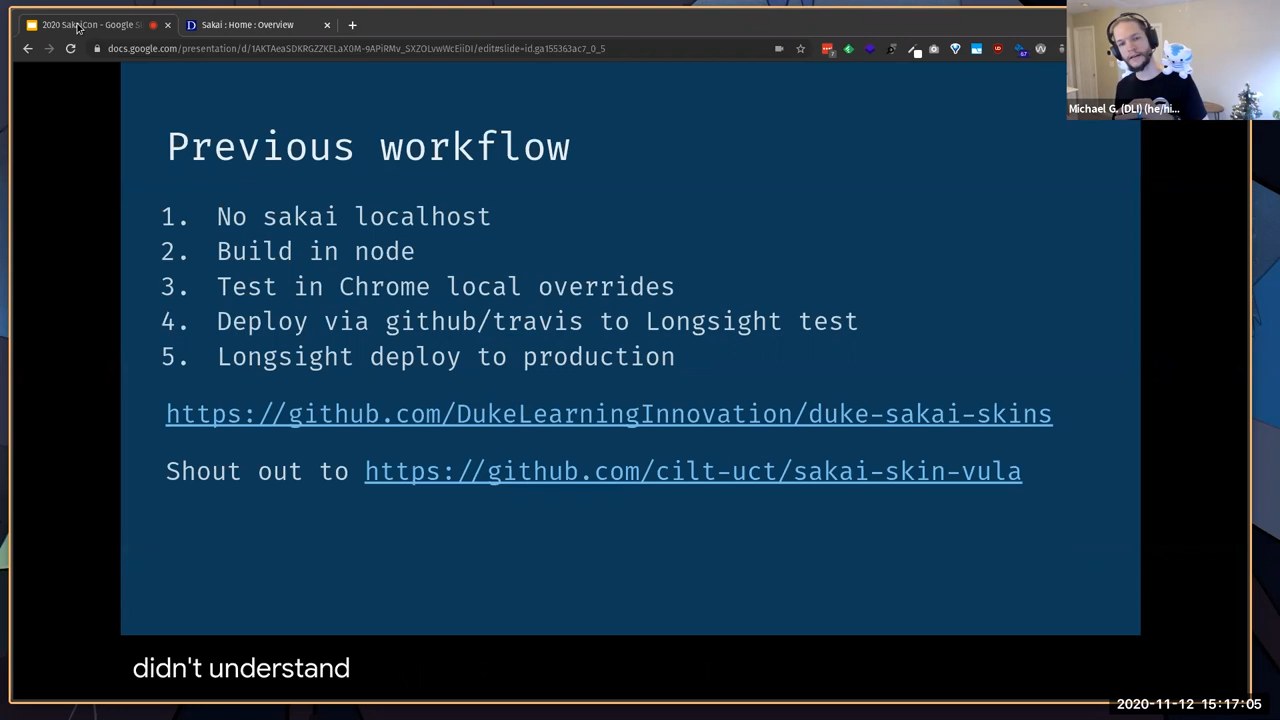 2020 SakaiCon - Google Sl
Sakai : Home : Overview
docs.google.com/presentation/d/1AKTAeaSDKRGZZKELaX0M-9APiRMv_SXZOLvwWcEiiDI/edit#slide=id.ga155363ac7_0_5
Michael G. (DLI) (he/hi...
Previous workflow
1. No sakai localhost
2. Build in node
3. Test in Chrome local overrides
4. Deploy via github/travis to Longsight test
5. Longsight deploy to production
https://github.com/DukeLearningInnovation/duke-sakai-skins
Shout out to https://github.com/cilt-uct/sakai-skin-vula
didn't understand
2020-11-12 15:17:05